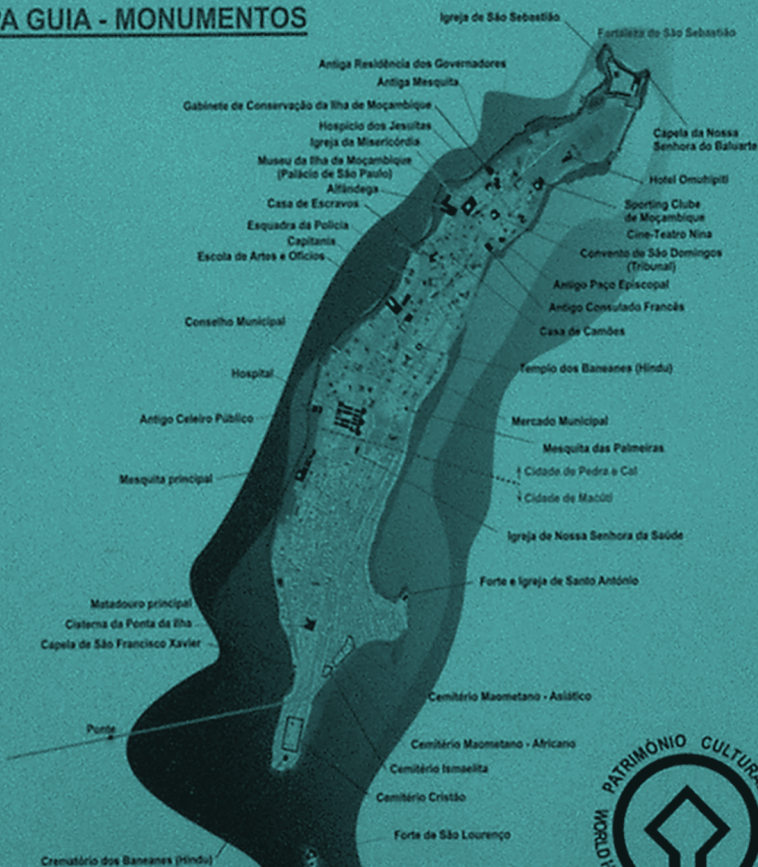 PA GUIA - MONUMENTOS
Igreja de São Sebastião
Fortaleza de São Sebastião
Antiga Residência dos Governadores
Antiga Mesquita
Gabinete de Conservação da Ilha de Moçambique
Hospício dos Jesuítas
Igreja da Misericórdia
Museu da Ilha da Moçambique
(Palácio de São Paulo)
Alfândega
Casa de Escravos
Esquadra da Polícia
Capitania
Escola de Artes e Ofícios
Conselho Municipal
Hospital
Antigo Celeiro Público
Mesquita principal
Matadouro principal
Cisterna da Ponta da Ilha
Capela de São Francisco Xavier
Ponte
Crematório dos Baneanes (Hindu)
Capela da Nossa
Senhora do Baluarte
Hotel Omuhipiti
Sporting Clube
de Moçambique
Cine-Teatro Nina
Convento de São Domingos
(Tribunal)
Antigo Paço Episcopal
Antigo Consulado Francês
Casa de Camões
Templo dos Baneanes (Hindu)
Mercado Municipal
Mesquita das Palmeiras
Cidade de Pedra e Cal
Cidade de Macúti
Igreja de Nossa Senhora da Saúde
Forte e Igreja de Santo António
Cemitério Maometano - Asiático
Cemitério Maometano - Africano
Cemitério Ismaelita
Cemitério Cristão
Forte de São Lourenço
PATRIMÓNIO CULTURA
WORLD H